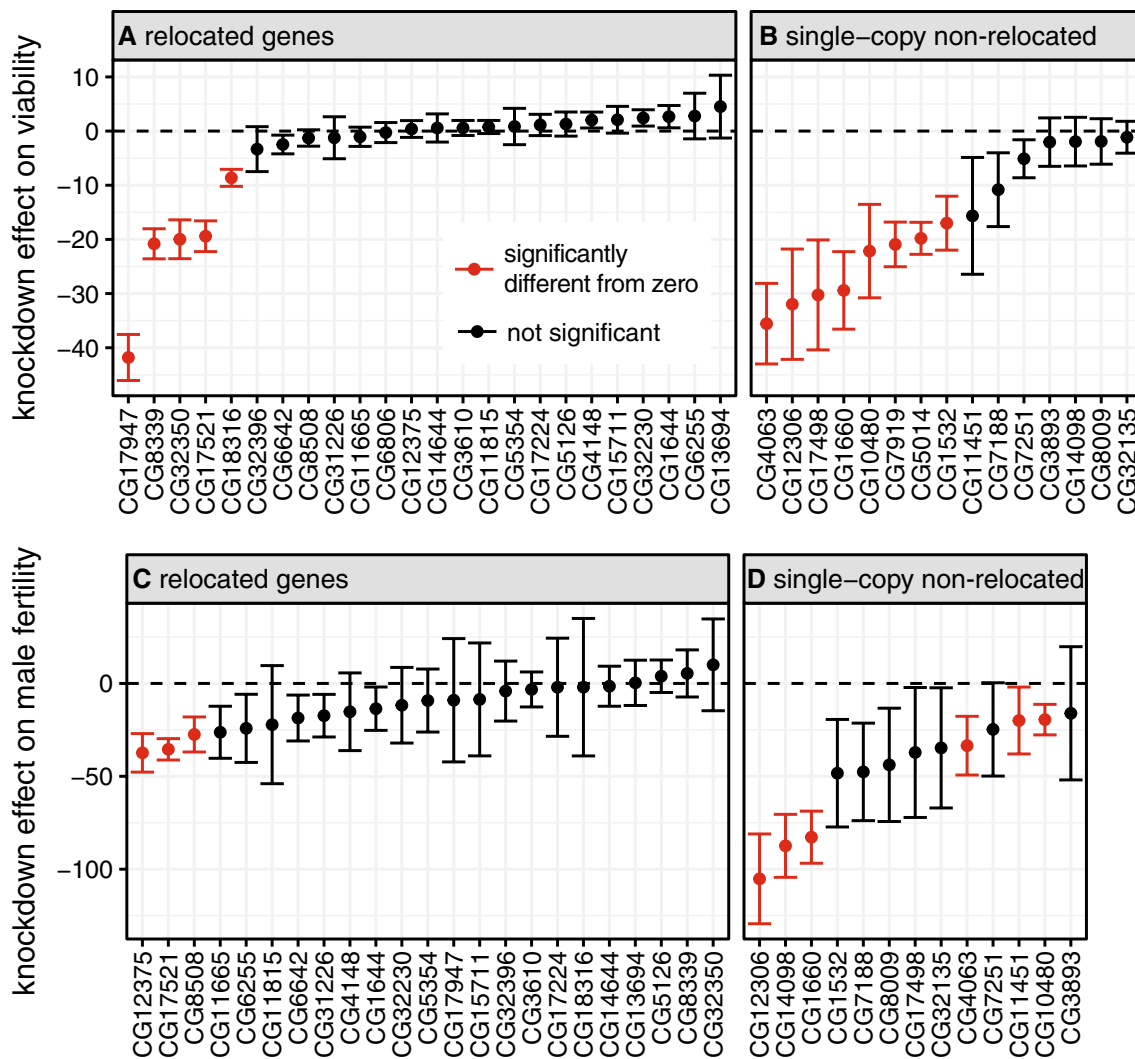 A relocated genes
B single−copy non−relocated
knockdown effect on viability
10
0
−10
−20
−30
−40
significantly
different from zero
not significant
CG17947
CG8339
CG32350
CG17521
CG18316
CG32396
CG6642
CG8508
CG31226
CG11665
CG6806
CG12375
CG14644
CG3610
CG11815
CG5354
CG17224
CG5126
CG4148
CG15711
CG32230
CG1644
CG6255
CG13694
CG4063
CG12306
CG17498
CG1660
CG10480
CG7919
CG5014
CG1532
CG11451
CG7188
CG7251
CG3893
CG14098
CG8009
CG32135
C relocated genes
D single−copy non−relocated
knockdown effect on male fertility
0
−50
−100
CG12375
CG17521
CG8508
CG11665
CG6255
CG11815
CG6642
CG31226
CG4148
CG1644
CG32230
CG5354
CG17947
CG15711
CG32396
CG3610
CG17224
CG18316
CG14644
CG13694
CG5126
CG8339
CG32350
CG12306
CG14098
CG1660
CG1532
CG7188
CG8009
CG17498
CG32135
CG4063
CG7251
CG11451
CG10480
CG3893